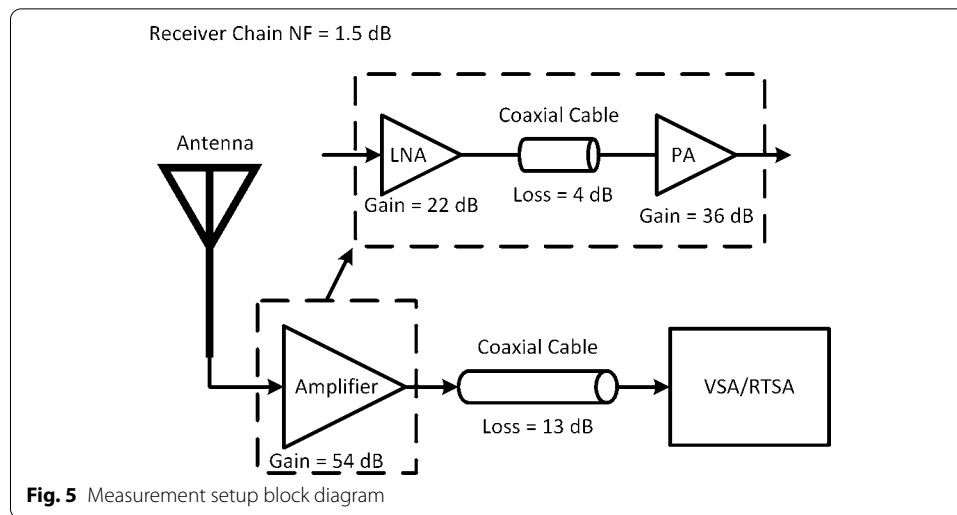 Receiver Chain NF = 1.5 dB
Coaxial Cable
Antenna
LNA
PA
Loss = 4 dB
Gain = 22 dB
Gain = 36 dB
Coaxial Cable
Amplifier
VSA/RTSA
Loss = 13 dB
Gain = 54 dB
Fig. 5 Measurement setup block diagram